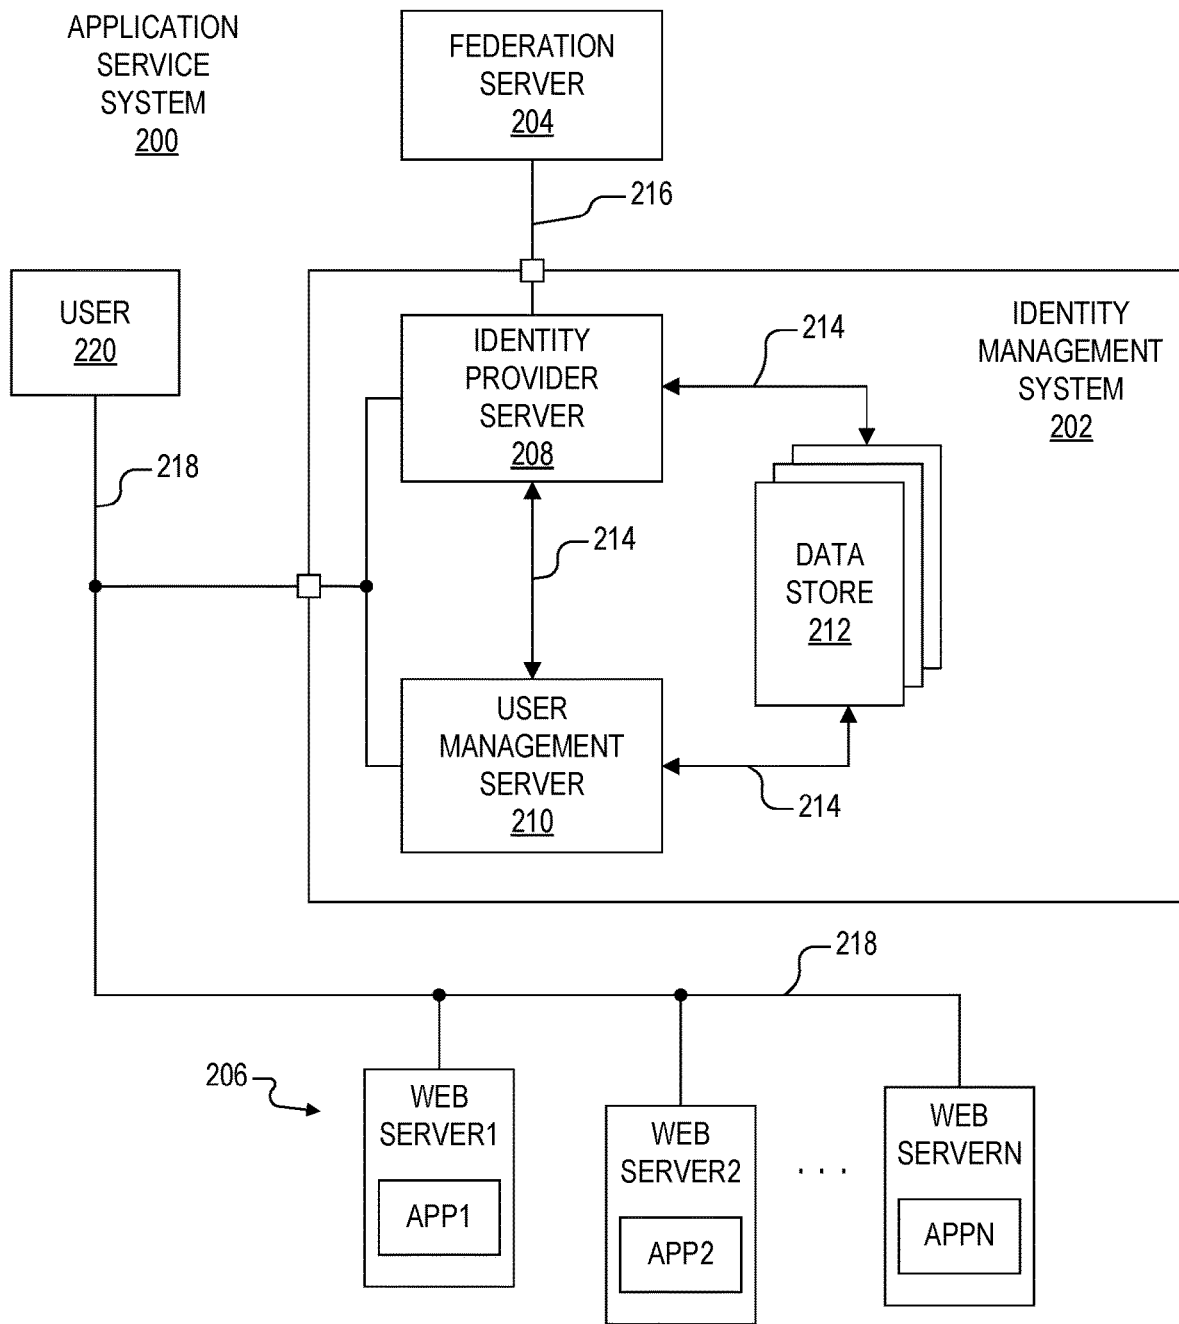 APPLICATION
SERVICE
SYSTEM
200
FEDERATION
SERVER
204
216
USER
220
IDENTITY
PROVIDER
SERVER
208
214
IDENTITY
MANAGEMENT
SYSTEM
202
218
214
DATA
STORE
212
USER
MANAGEMENT
SERVER
210
214
218
206
WEB
SERVER1
APP1
WEB
SERVER2
APP2
. . .
WEB
SERVERN
APPN